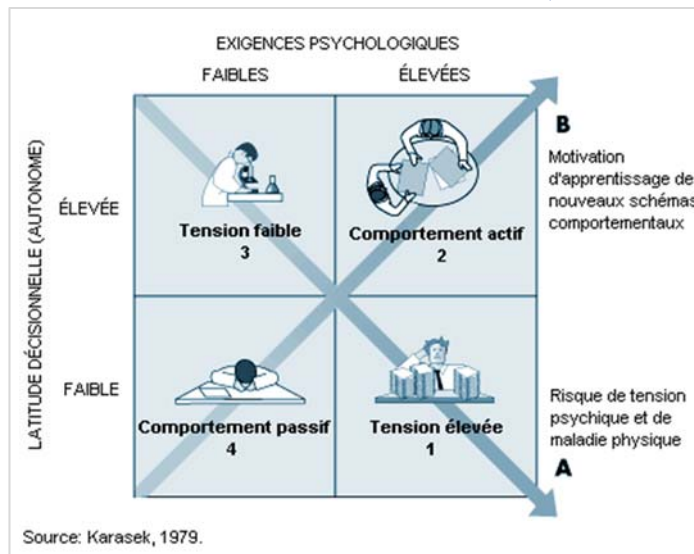 EXIGENCES PSYCHOLOGIQUES
FAIBLES ÉLEVÉES
LATITUDE DÉCISIONNELLE (AUTONOME)
ÉLEVÉE
Tension faible
3
Comportement actif
2
B
Motivation
d'apprentissage de
nouveaux schémas
comportementaux
FAIBLE
Comportement passif
4
Tension élevée
1
Risque de tension
psychique et de
maladie physique
A
Source: Karasek, 1979.